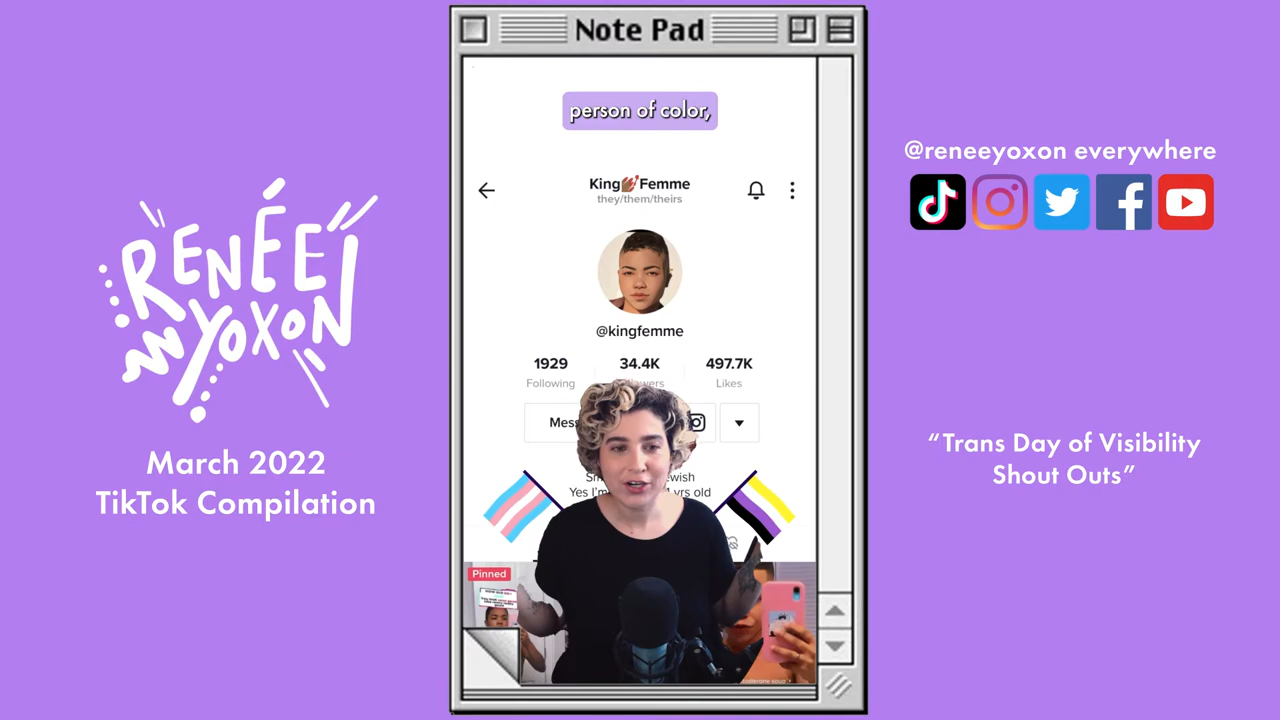 RENÉE
YOXON
March 2022
TikTok Compilation
Note Pad
person of color,
King Femme
they/them/theirs
@kingfemme
1929
34.4K
497.7K
Following
Likes
Pinned
@reneeyoxon everywhere
“Trans Day of Visibility
Shout Outs”